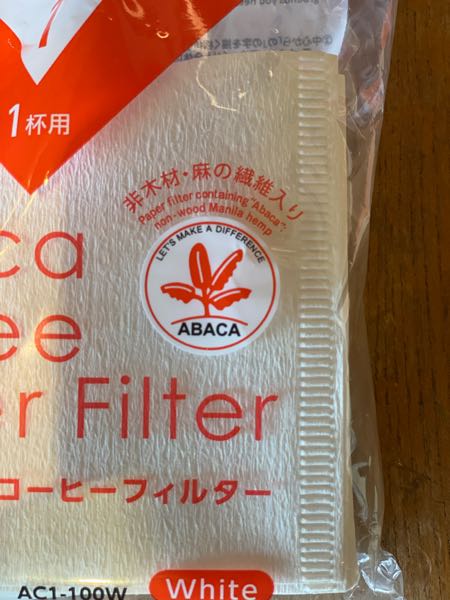 1杯用
非木材・麻の繊維入り
Paper filter containing "Abaca":
non-wood Manila hemp
LET'S MAKE A DIFFERENCE
ABACA
ca
ee
er Filter
コーヒーフィルター
AC1-100W
White